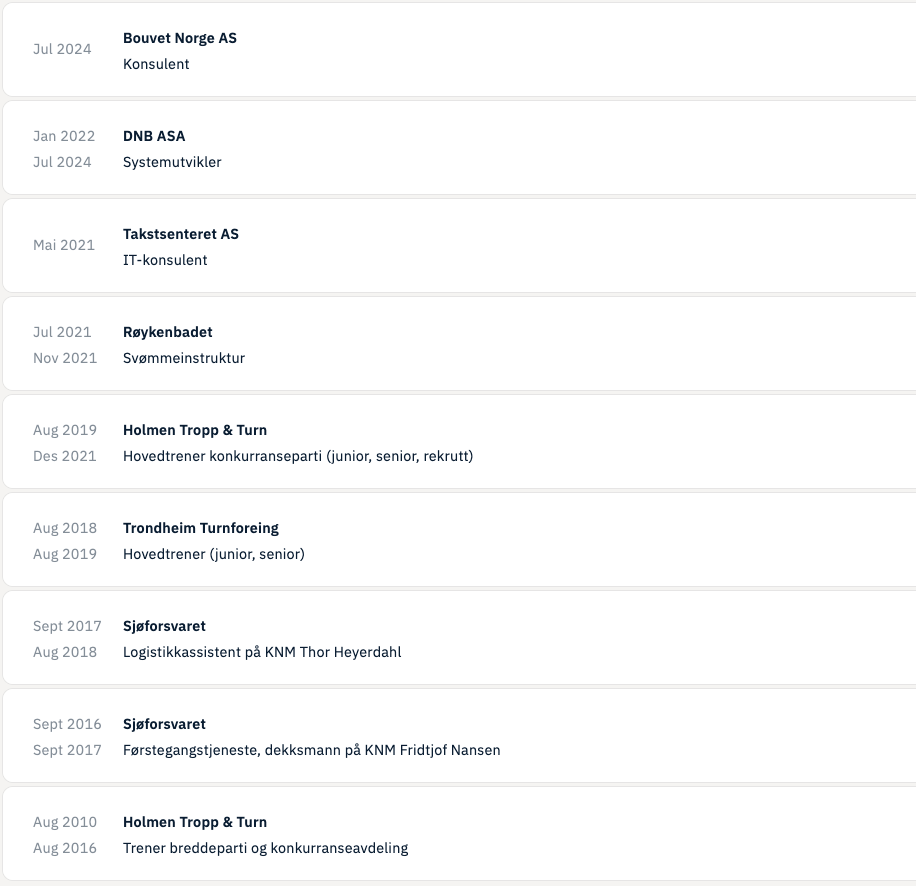 Jul 2024
Bouvet Norge AS
Konsulent
Jan 2022
Jul 2024
DNB ASA
Systemutvikler
Mai 2021
Takstsenteret AS
IT-konsulent
Jul 2021
Nov 2021
Røykenbadet
Svømmeinstruktur
Aug 2019
Des 2021
Holmen Tropp & Turn
Hovedtrener konkurranseparti (junior, senior, rekrutt)
Aug 2018
Aug 2019
Trondheim Turnforeing
Hovedtrener (junior, senior)
Sept 2017
Aug 2018
Sjøforsvaret
Logistikkassistent på KNM Thor Heyerdahl
Sept 2016
Sept 2017
Sjøforsvaret
Førstegangstjeneste, dekksmann på KNM Fridtjof Nansen
Aug 2010
Aug 2016
Holmen Tropp & Turn
Trener breddeparti og konkurranseavdeling